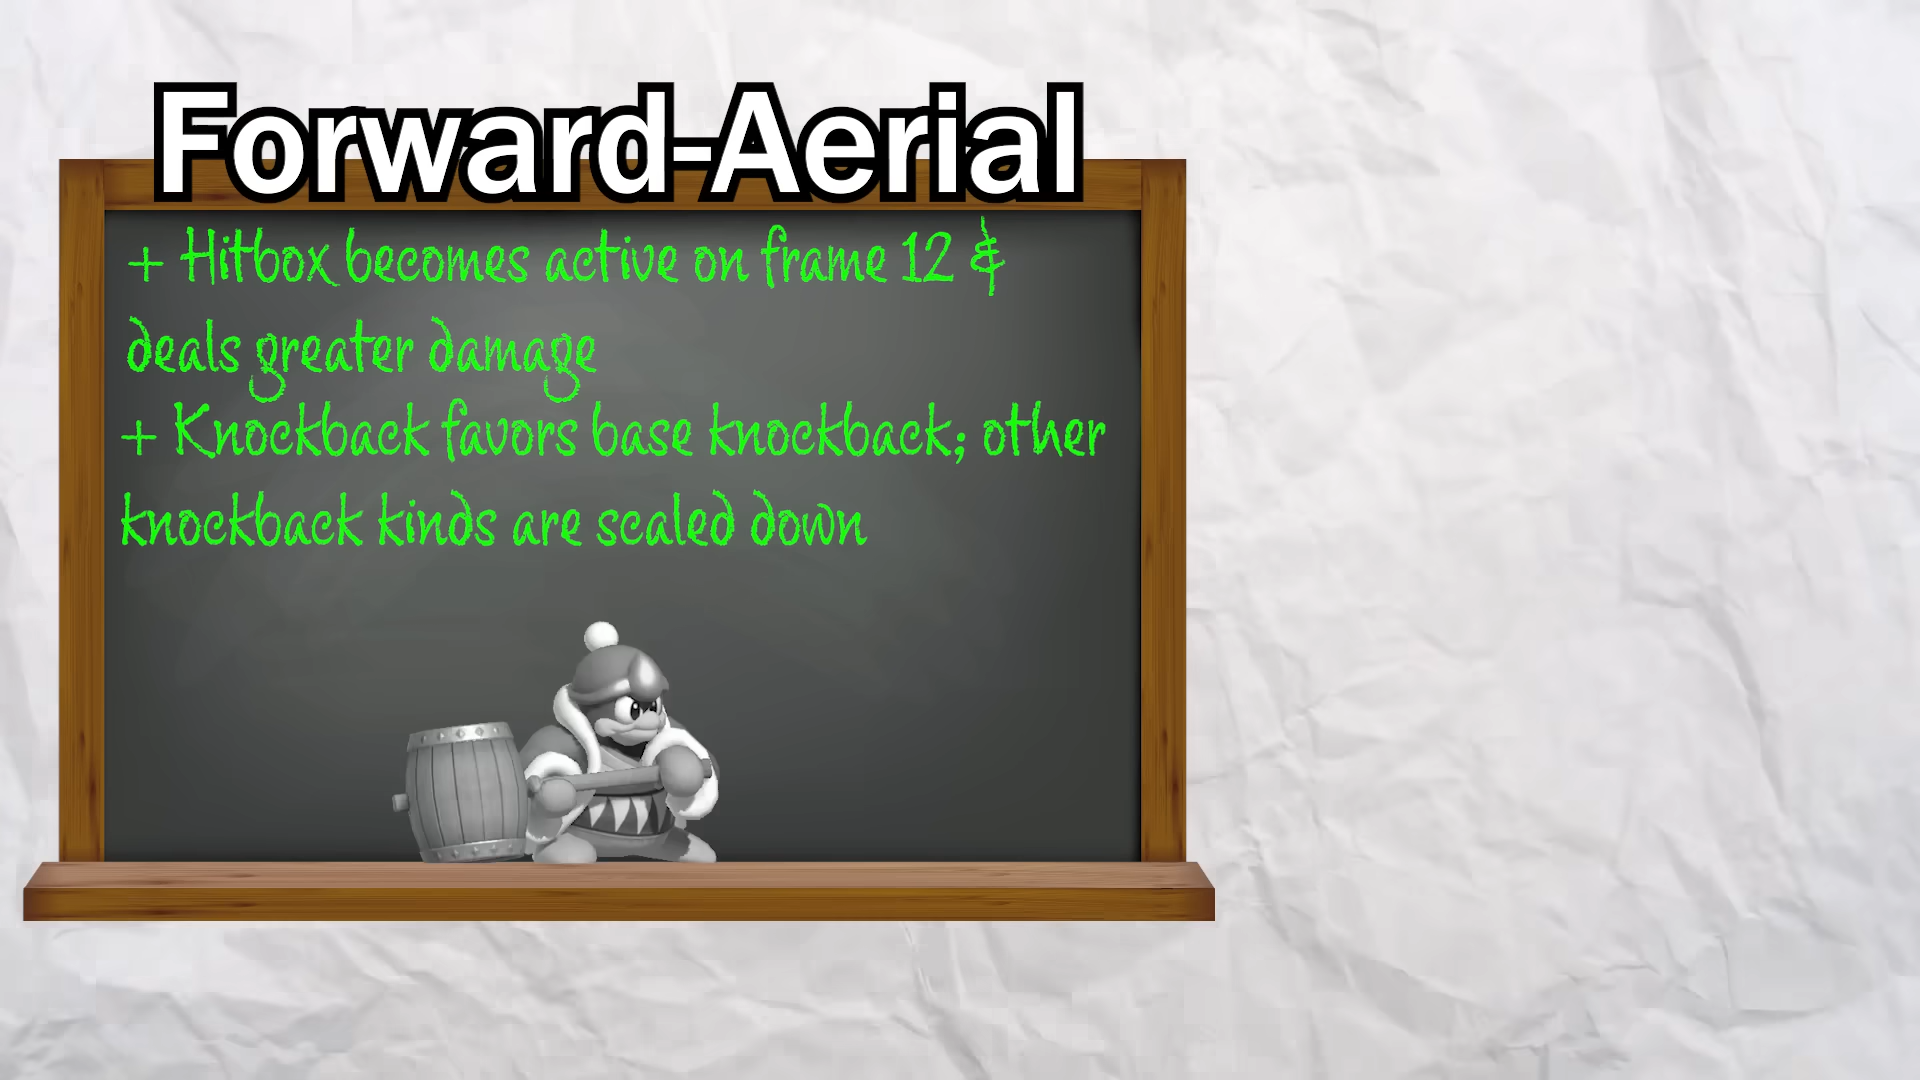 Forward-Aerial
+ Hitbox becomes active on frame 12 &
deals greater damage
+ Knockback favors base knockback; other
knockback kinds are scaled down